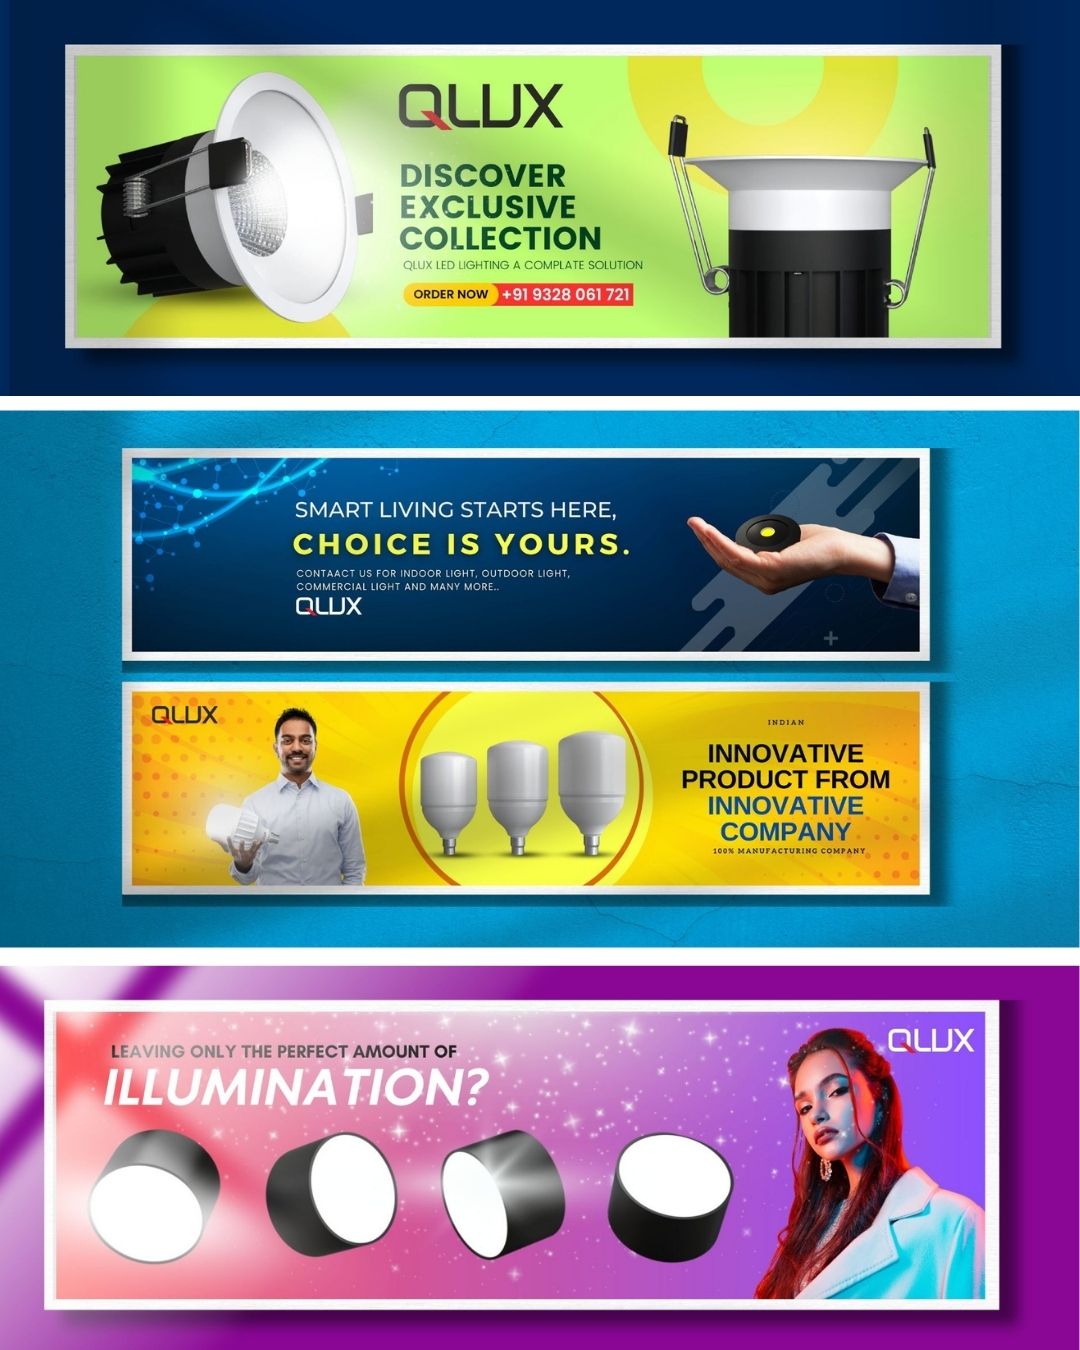 QLUX
DISCOVER
EXCLUSIVE
COLLECTION
QLUX LED LIGHTING A COMPLATE SOLUTION
ORDER NOW +91 9328 061 721
SMART LIVING STARTS HERE,
CHOICE IS YOURS.
CONTAACT US FOR INDOOR LIGHT, OUTDOOR LIGHT,
COMMERCIAL LIGHT AND MANY MORE..
QLUX
QLUX
INDIAN
INNOVATIVE
PRODUCT FROM
INNOVATIVE
COMPANY
100% MANUFACTURING COMPANY
QLUX
LEAVING ONLY THE PERFECT AMOUNT OF
ILLUMINATION?